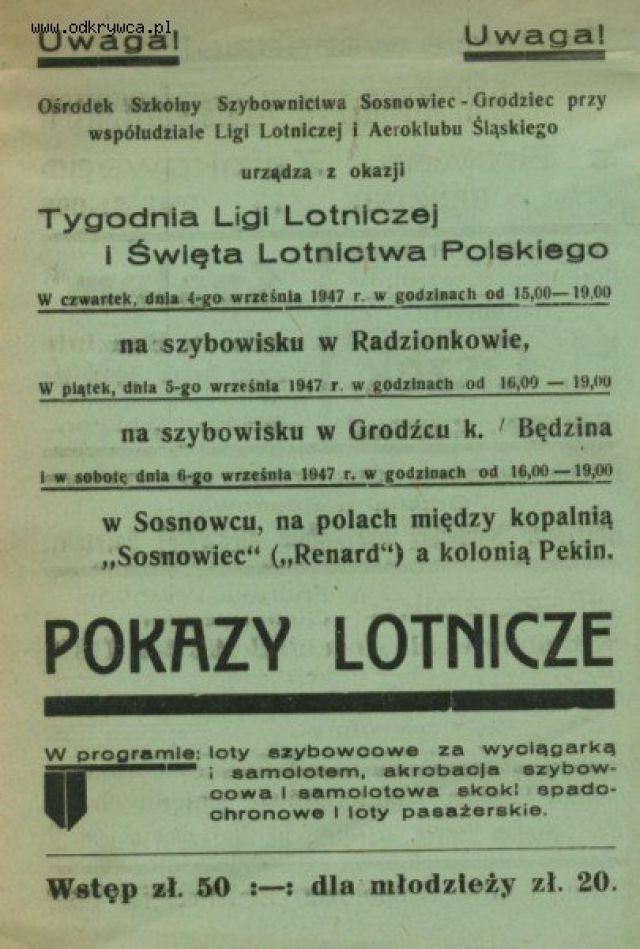 www.odkrywca.pl
Uwaga! Uwaga!
Ośrodek Szkolny Szybownictwa Sosnowiec - Grodziec przy
współudziale Ligi Lotniczej i Aeroklubu Śląskiego
urządza z okazji
Tygodnia Ligi Lotniczej
i Święta Lotnictwa Polskiego
W czwartek, dnia 4-go września 1947 r. w godzinach od 15,00—19,00
na szybowisku w Radzionkowie,
W piątek, dnia 5-go września 1947 r. w godzinach od 16,00 — 19,00
na szybowisku w Grodźcu k. / Będzina
i w sobotę dnia 6-go września 1947 r. w godzinach od 16,00—19,00
w Sosnowcu, na polach między kopalnią
„Sosnowiec“ („Renard“) a kolonią Pekin.
POKAZY LOTNICZE
W programie: loty szybowcowe za wyciągarką
i samolotem, akrobacja szybow-
cowa i samolotowa skoki spado-
chronowe i loty pasażerskie.
Wstęp zł. 50 :—: dla młodzieży zł. 20.